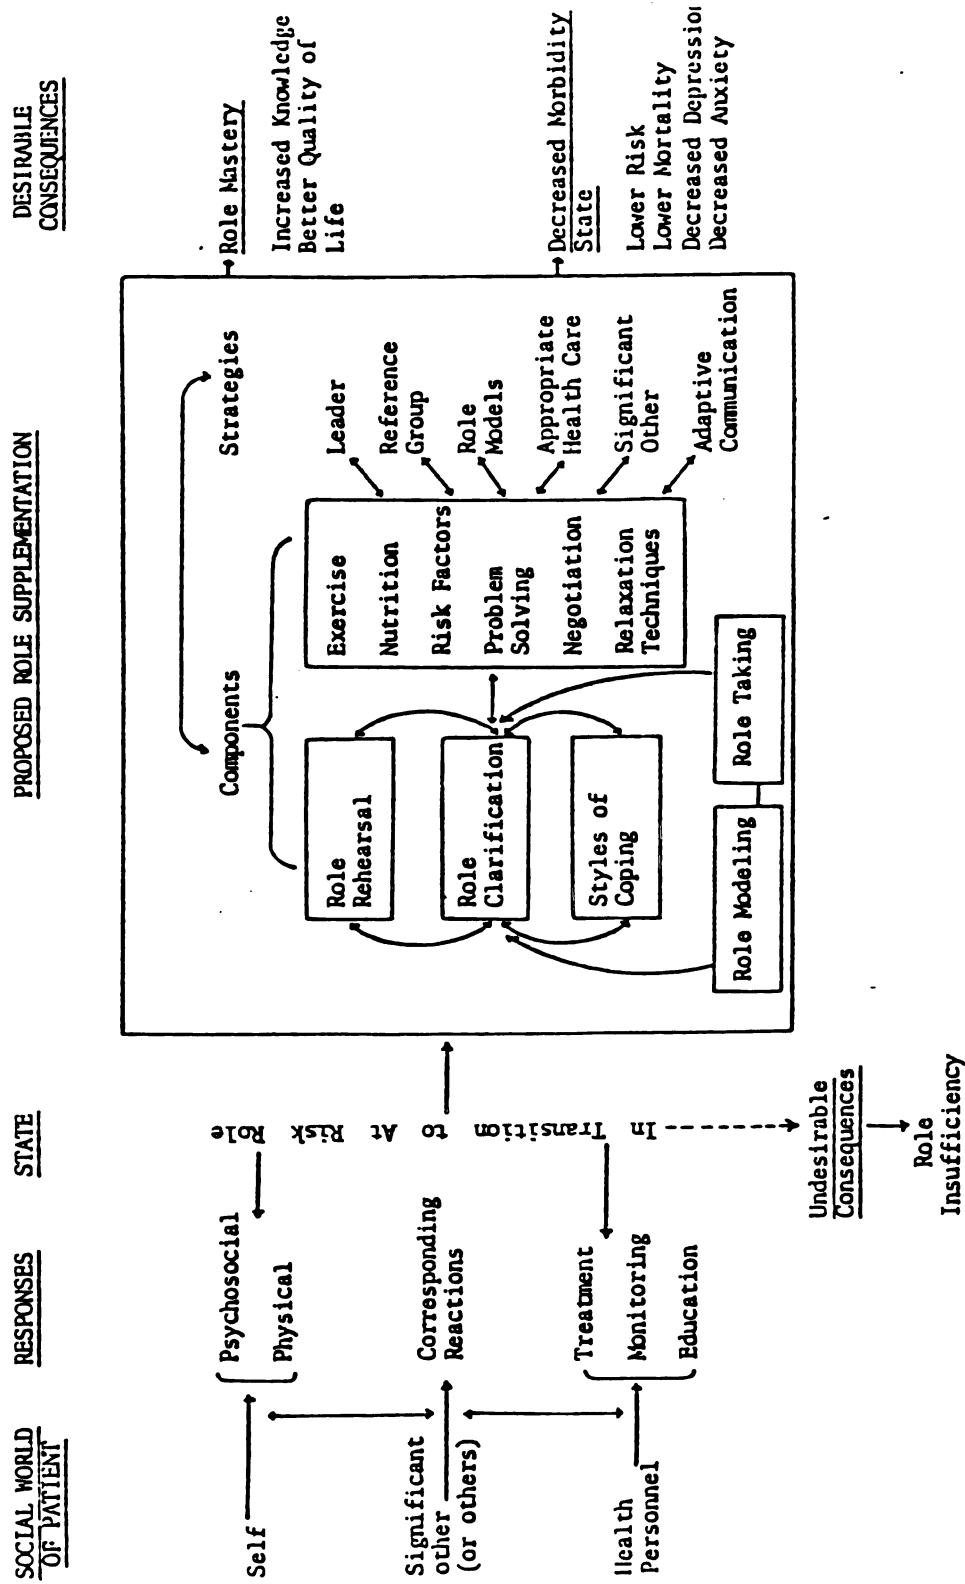 SOCIAL WORLD
OF PATIENT
RESPONSES
STATE
PROPOSED ROLE SUPPLEMENTATION
DESIRABLE
CONSEQUENCES
Self
Significant
other
(or others)
Health
Personnel
Psychosocial
Physical
Corresponding
Reactions
Treatment
Monitoring
Education
In Transition to At Risk Role
Undesirable
Consequences
Role
Insufficiency
Components
Strategies
Role
Rehearsal
Role
Clarification
Styles of
Coping
Role Modeling
Role Taking
Exercise
Nutrition
Risk Factors
Problem
Solving
Negotiation
Relaxation
Techniques
Leader
Reference
Group
Role
Models
Appropriate
Health Care
Significant
Other
Adaptive
Communication
Role Mastery
Increased Knowledge
Better Quality of
Life
Decreased Morbidity
State
Lower Risk
Lower Mortality
Decreased Depression
Decreased Anxiety